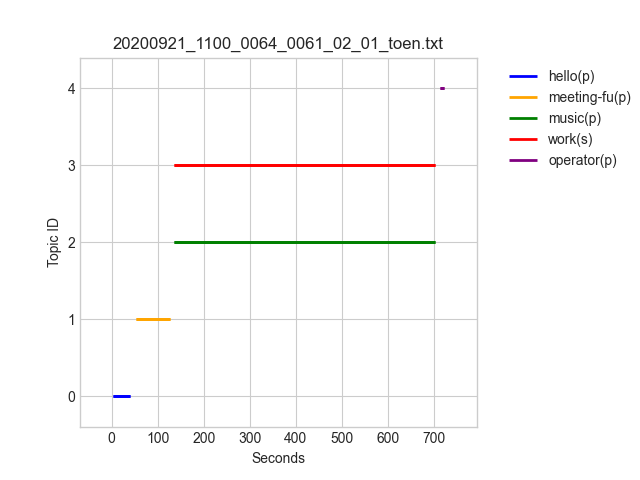 20200921_1100_0064_0061_02_01_toen.txt
hello(p)
meeting-fu(p)
music(p)
work(s)
operator(p)
Topic ID
4
3
2
1
0
0 100 200 300 400 500 600 700
Seconds